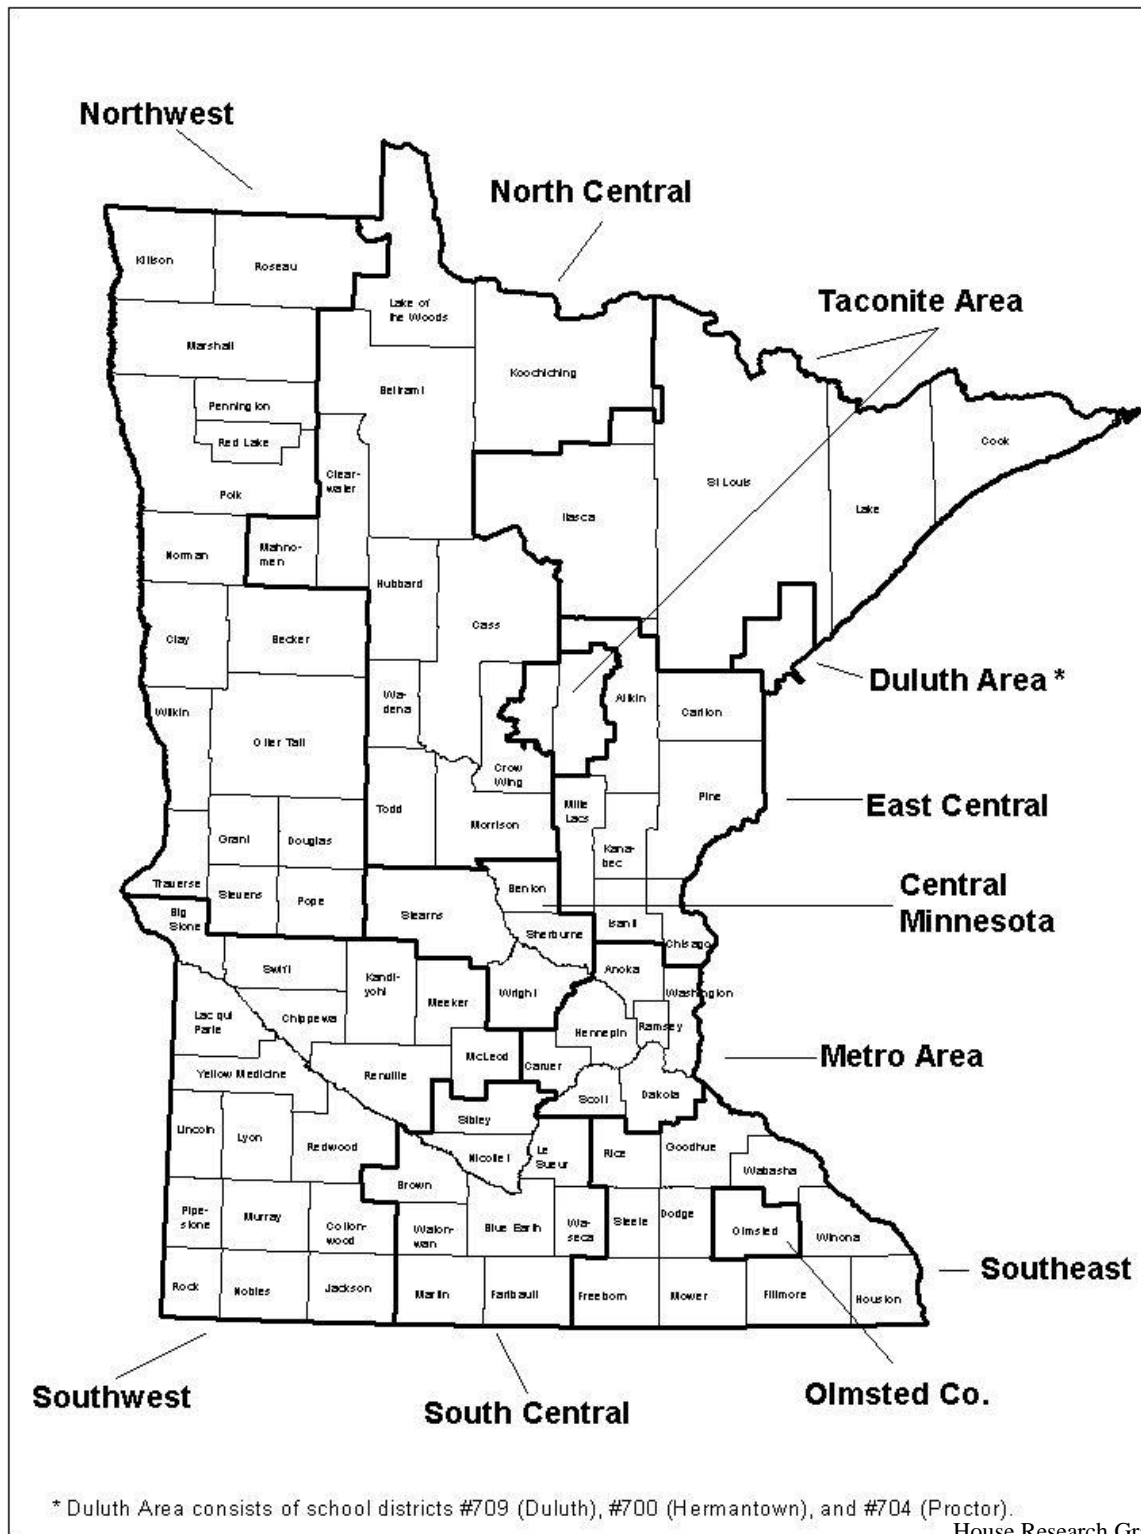 Northwest
North Central
Taconite Area
Kittson
Roseau
Lake of
the Woods
Marshall
Koochiching
Beltrami
Pennington
Red Lake
Cook
Clear-
water
St Louis
Polk
Lake
Itasca
Norman
Mahno-
men
Hubbard
Cass
Clay
Becker
Duluth Area *
Wa-
dena
Aitkin
Carlton
Wilkin
Otter Tail
Crow
Wing
Pine
East Central
Todd
Mille
Lacs
Morrison
Grant
Douglas
Kana-
bec
Traverse
Stevens
Pope
Benton
Central
Minnesota
Big
Stone
Stearns
Isanti
Sherburne
Chisago
Swift
Kandi-
yohi
Anoka
Meeker
Wright
Washington
Lac qui
Parle
Chippewa
Hennepin
Ramsey
McLeod
Metro Area
Yellow Medicine
Renville
Carver
Scott
Dakota
Sibley
Lincoln
Lyon
Redwood
Nicollet
Le
Sueur
Rice
Goodhue
Wabasha
Brown
Pipe-
stone
Murray
Cotton-
wood
Waton-
wan
Blue Earth
Wa-
seca
Steele
Dodge
Olmsted
Winona
Southeast
Rock
Nobles
Jackson
Martin
Faribault
Freeborn
Mower
Fillmore
Houston
Southwest
South Central
Olmsted Co.
* Duluth Area consists of school districts #709 (Duluth), #700 (Hermantown), and #704 (Proctor).
House Research Gr